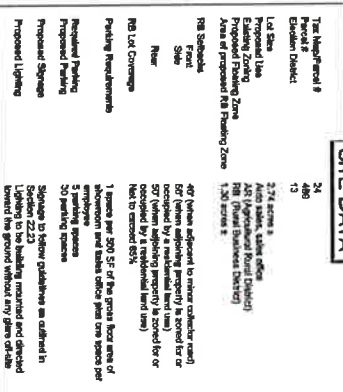 SITE DATA
Tax Map/Parcel # 24
Parcel # 469
Election District 13
Lot Size 2.74 acres ±
Proposed Use Auto sales, sales office
Existing Zoning AR (Agricultural Rural District)
Proposed Floating Zone RB (Rural Business District)
Area of proposed RB Floating Zone 1.30 acres ±
RB Setbacks
Front 40' (when adjacent to minor collector road)
Side 50' (when adjoining property is zoned for or
occupied by a residential land use)
Rear 50' (when adjoining property is zoned for or
occupied by a residential land use)
RB Lot Coverage Not to exceed 65%
Parking Requirements 1 space per 500 SF of the gross floor area of
showroom and sales office plus one space per
employee
Required Parking 5 parking spaces
Proposed Parking 30 parking spaces
Proposed Signage Signage to follow guidelines as outlined in
Section 22.23
Proposed Lighting Lighting to be building mounted and directed
toward the ground without any glare off-site